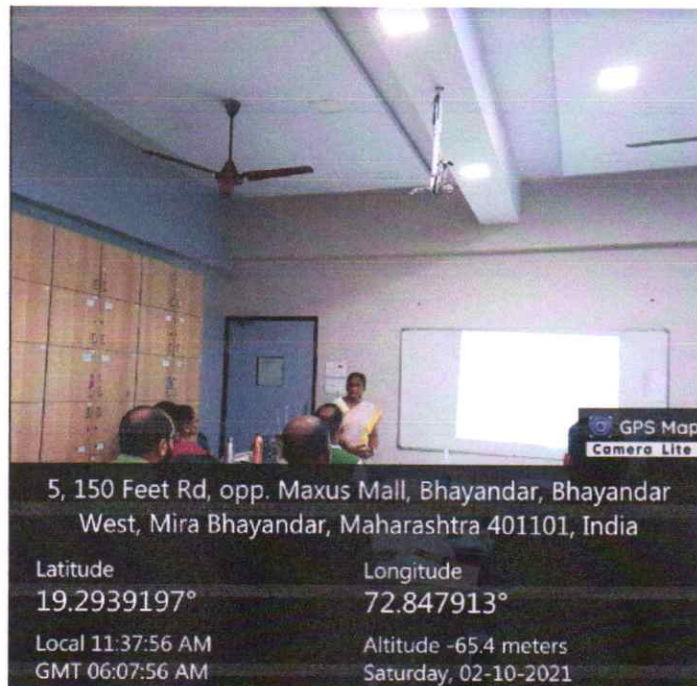 GPS Map
Camera Lite
5, 150 Feet Rd, opp. Maxus Mall, Bhayandar, Bhayandar
West, Mira Bhayandar, Maharashtra 401101, India
Latitude
19.2939197°
Longitude
72.847913°
Local 11:37:56 AM
GMT 06:07:56 AM
Altitude -65.4 meters
Saturday, 02-10-2021